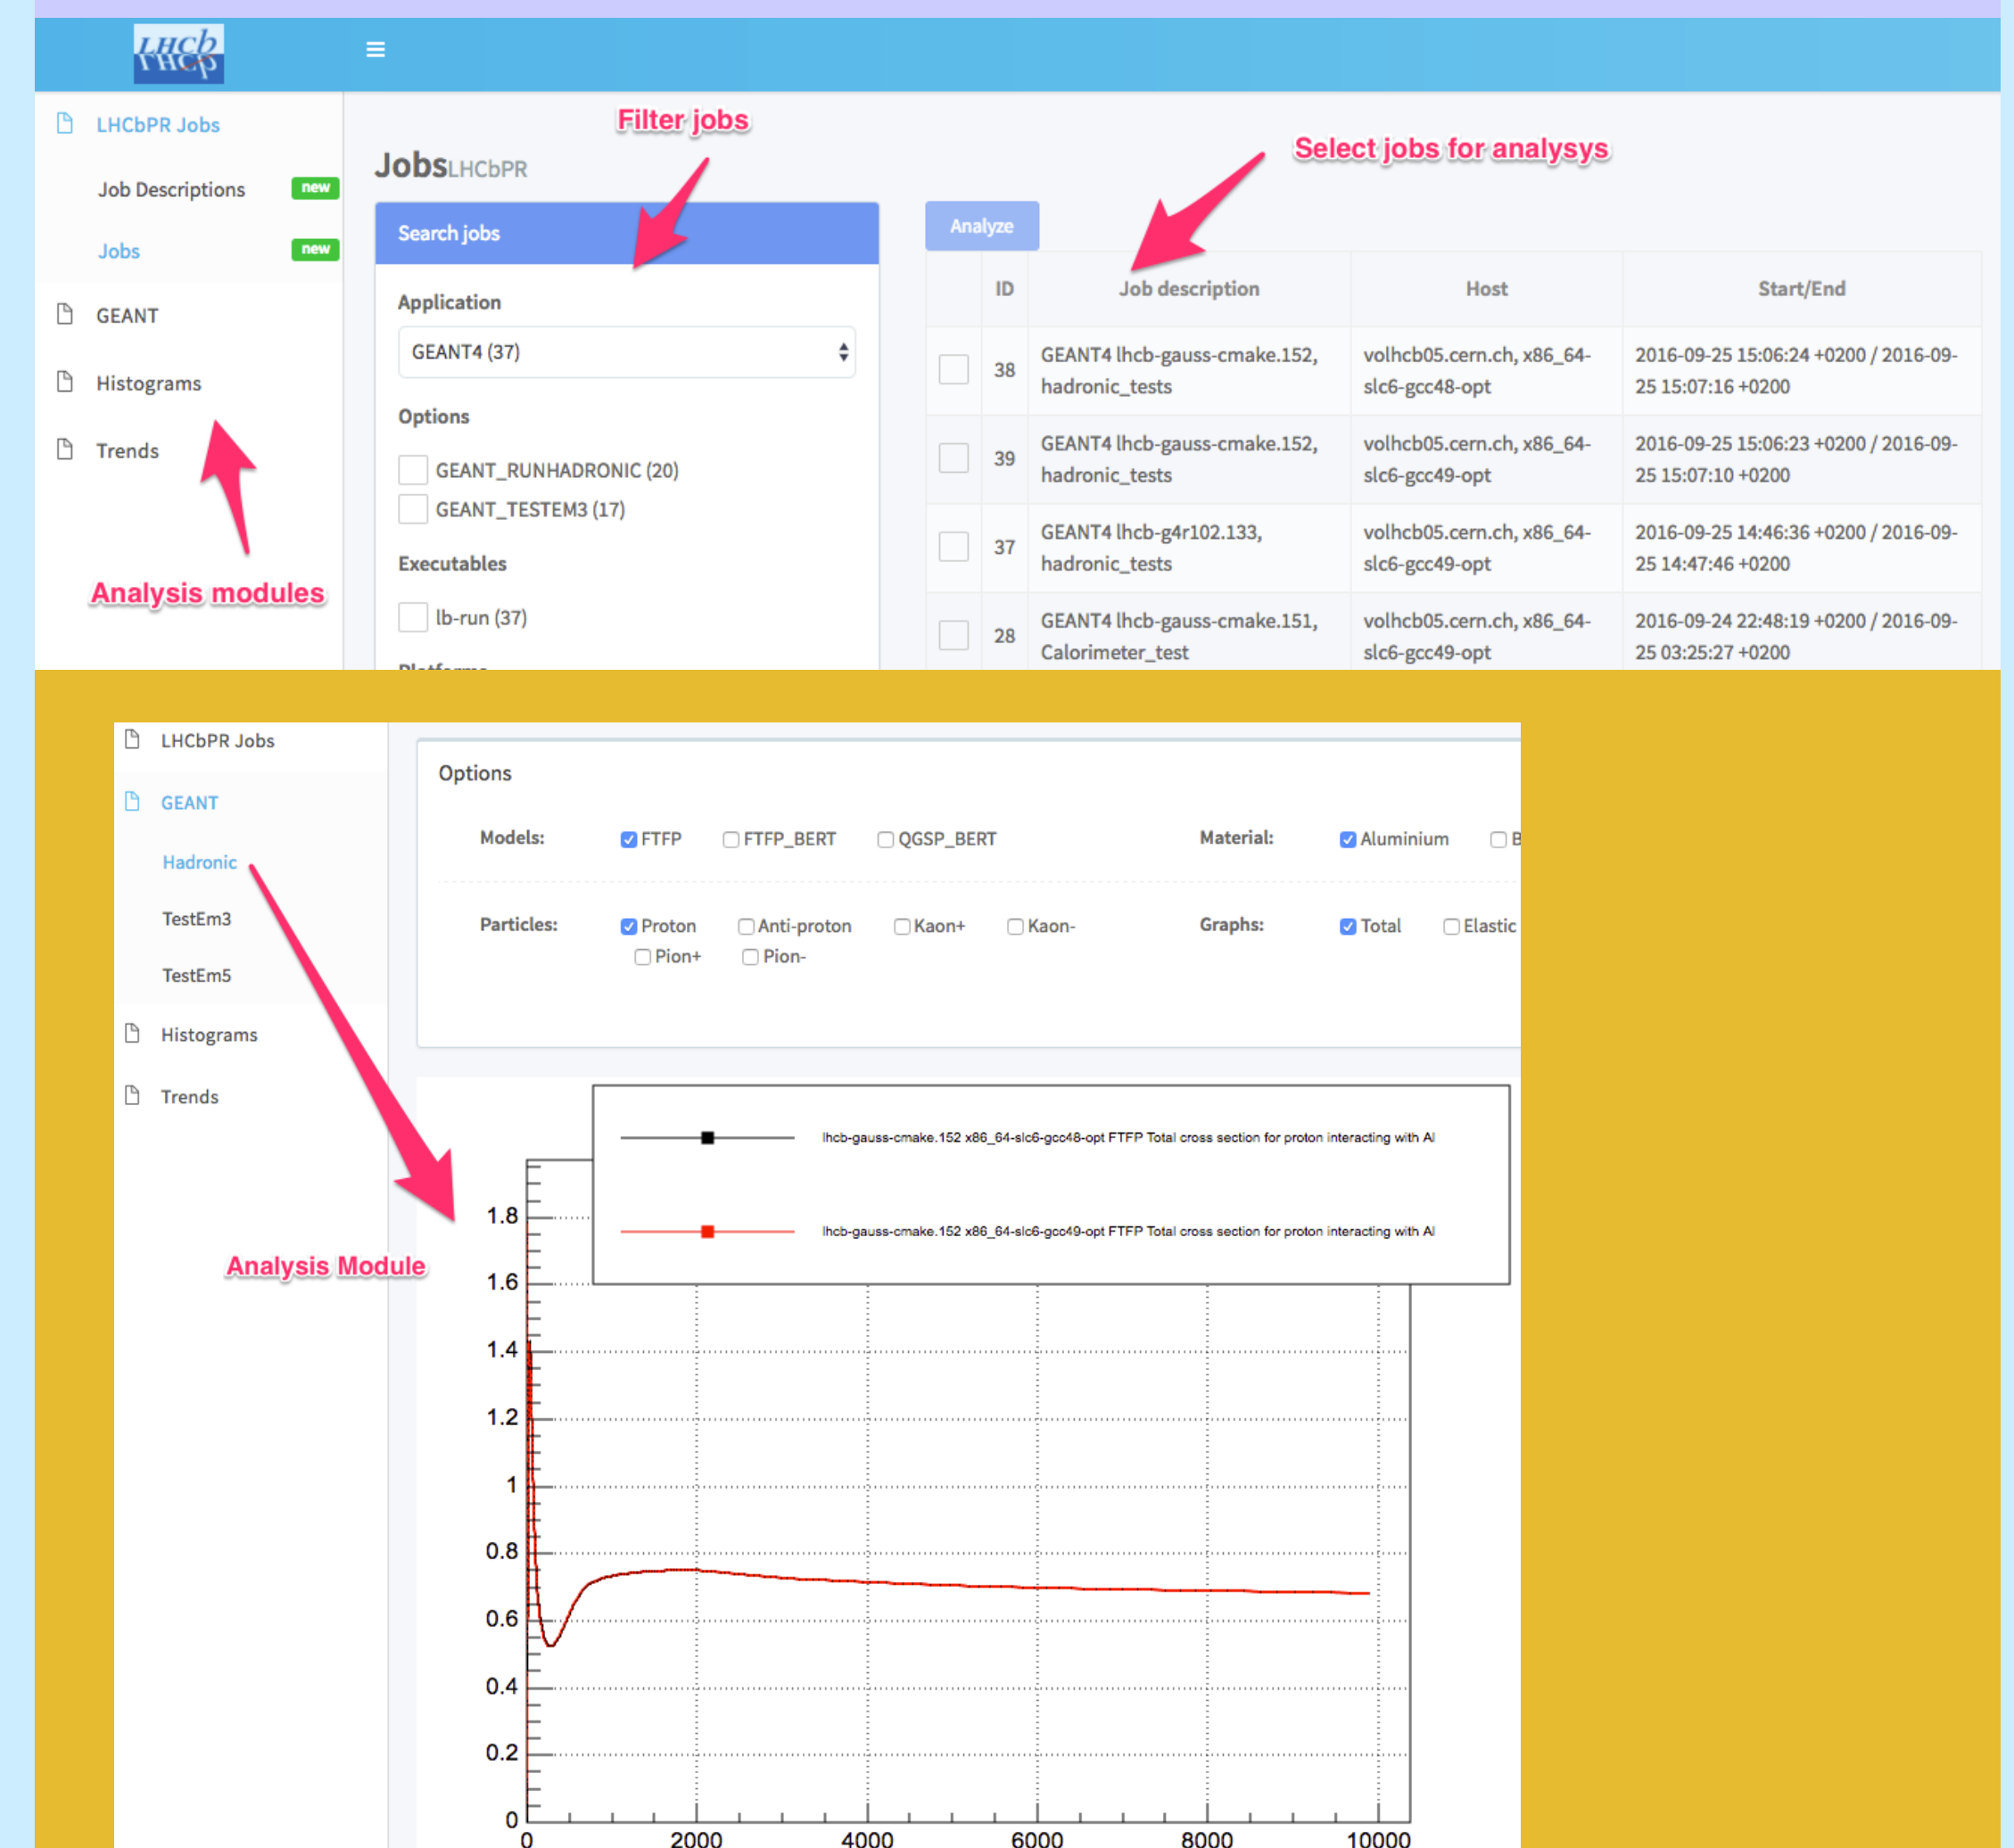 LHCb
ГНСр
Filter jobs
Select jobs for analysys
LHCbPR Jobs
Job Descriptions new
Jobs new
GEANT
Histograms
Trends
Analysis modules
JobsLHCbPR
Search jobs
Application
GEANT4 (37)
Options
GEANT_RUNHADRONIC (20)
GEANT_TESTEM3 (17)
Executables
lb-run (37)
Analyze
ID Job description Host Start/End
38 GEANT4 lhcb-gauss-cmake.152, volhcb05.cern.ch, x86_64- 2016-09-25 15:06:24 +0200 / 2016-09-
hadronic_tests slc6-gcc48-opt 25 15:07:16 +0200
39 GEANT4 lhcb-gauss-cmake.152, volhcb05.cern.ch, x86_64- 2016-09-25 15:06:23 +0200 / 2016-09-
hadronic_tests slc6-gcc49-opt 25 15:07:10 +0200
37 GEANT4 lhcb-g4r102.133, volhcb05.cern.ch, x86_64- 2016-09-25 14:46:36 +0200 / 2016-09-
hadronic_tests slc6-gcc49-opt 25 14:47:46 +0200
28 GEANT4 lhcb-gauss-cmake.151, volhcb05.cern.ch, x86_64- 2016-09-24 22:48:19 +0200 / 2016-09-
Calorimeter_test slc6-gcc49-opt 25 03:25:27 +0200
LHCbPR Jobs
GEANT
Hadronic
TestEm3
TestEm5
Histograms
Trends
Analysis Module
Options
Models: FTFP FTFP_BERT QGSP_BERT Material: Aluminium B
Particles: Proton Anti-proton Kaon+ Kaon- Graphs: Total Elastic
Pion+ Pion-
lhcb-gauss-cmake.152 x86_64-slc6-gcc48-opt FTFP Total cross section for proton interacting with Al
lhcb-gauss-cmake.152 x86_64-slc6-gcc49-opt FTFP Total cross section for proton interacting with Al
1.8
1.6
1.4
1.2
1
0.8
0.6
0.4
0.2
0
0 2000 4000 6000 8000 10000